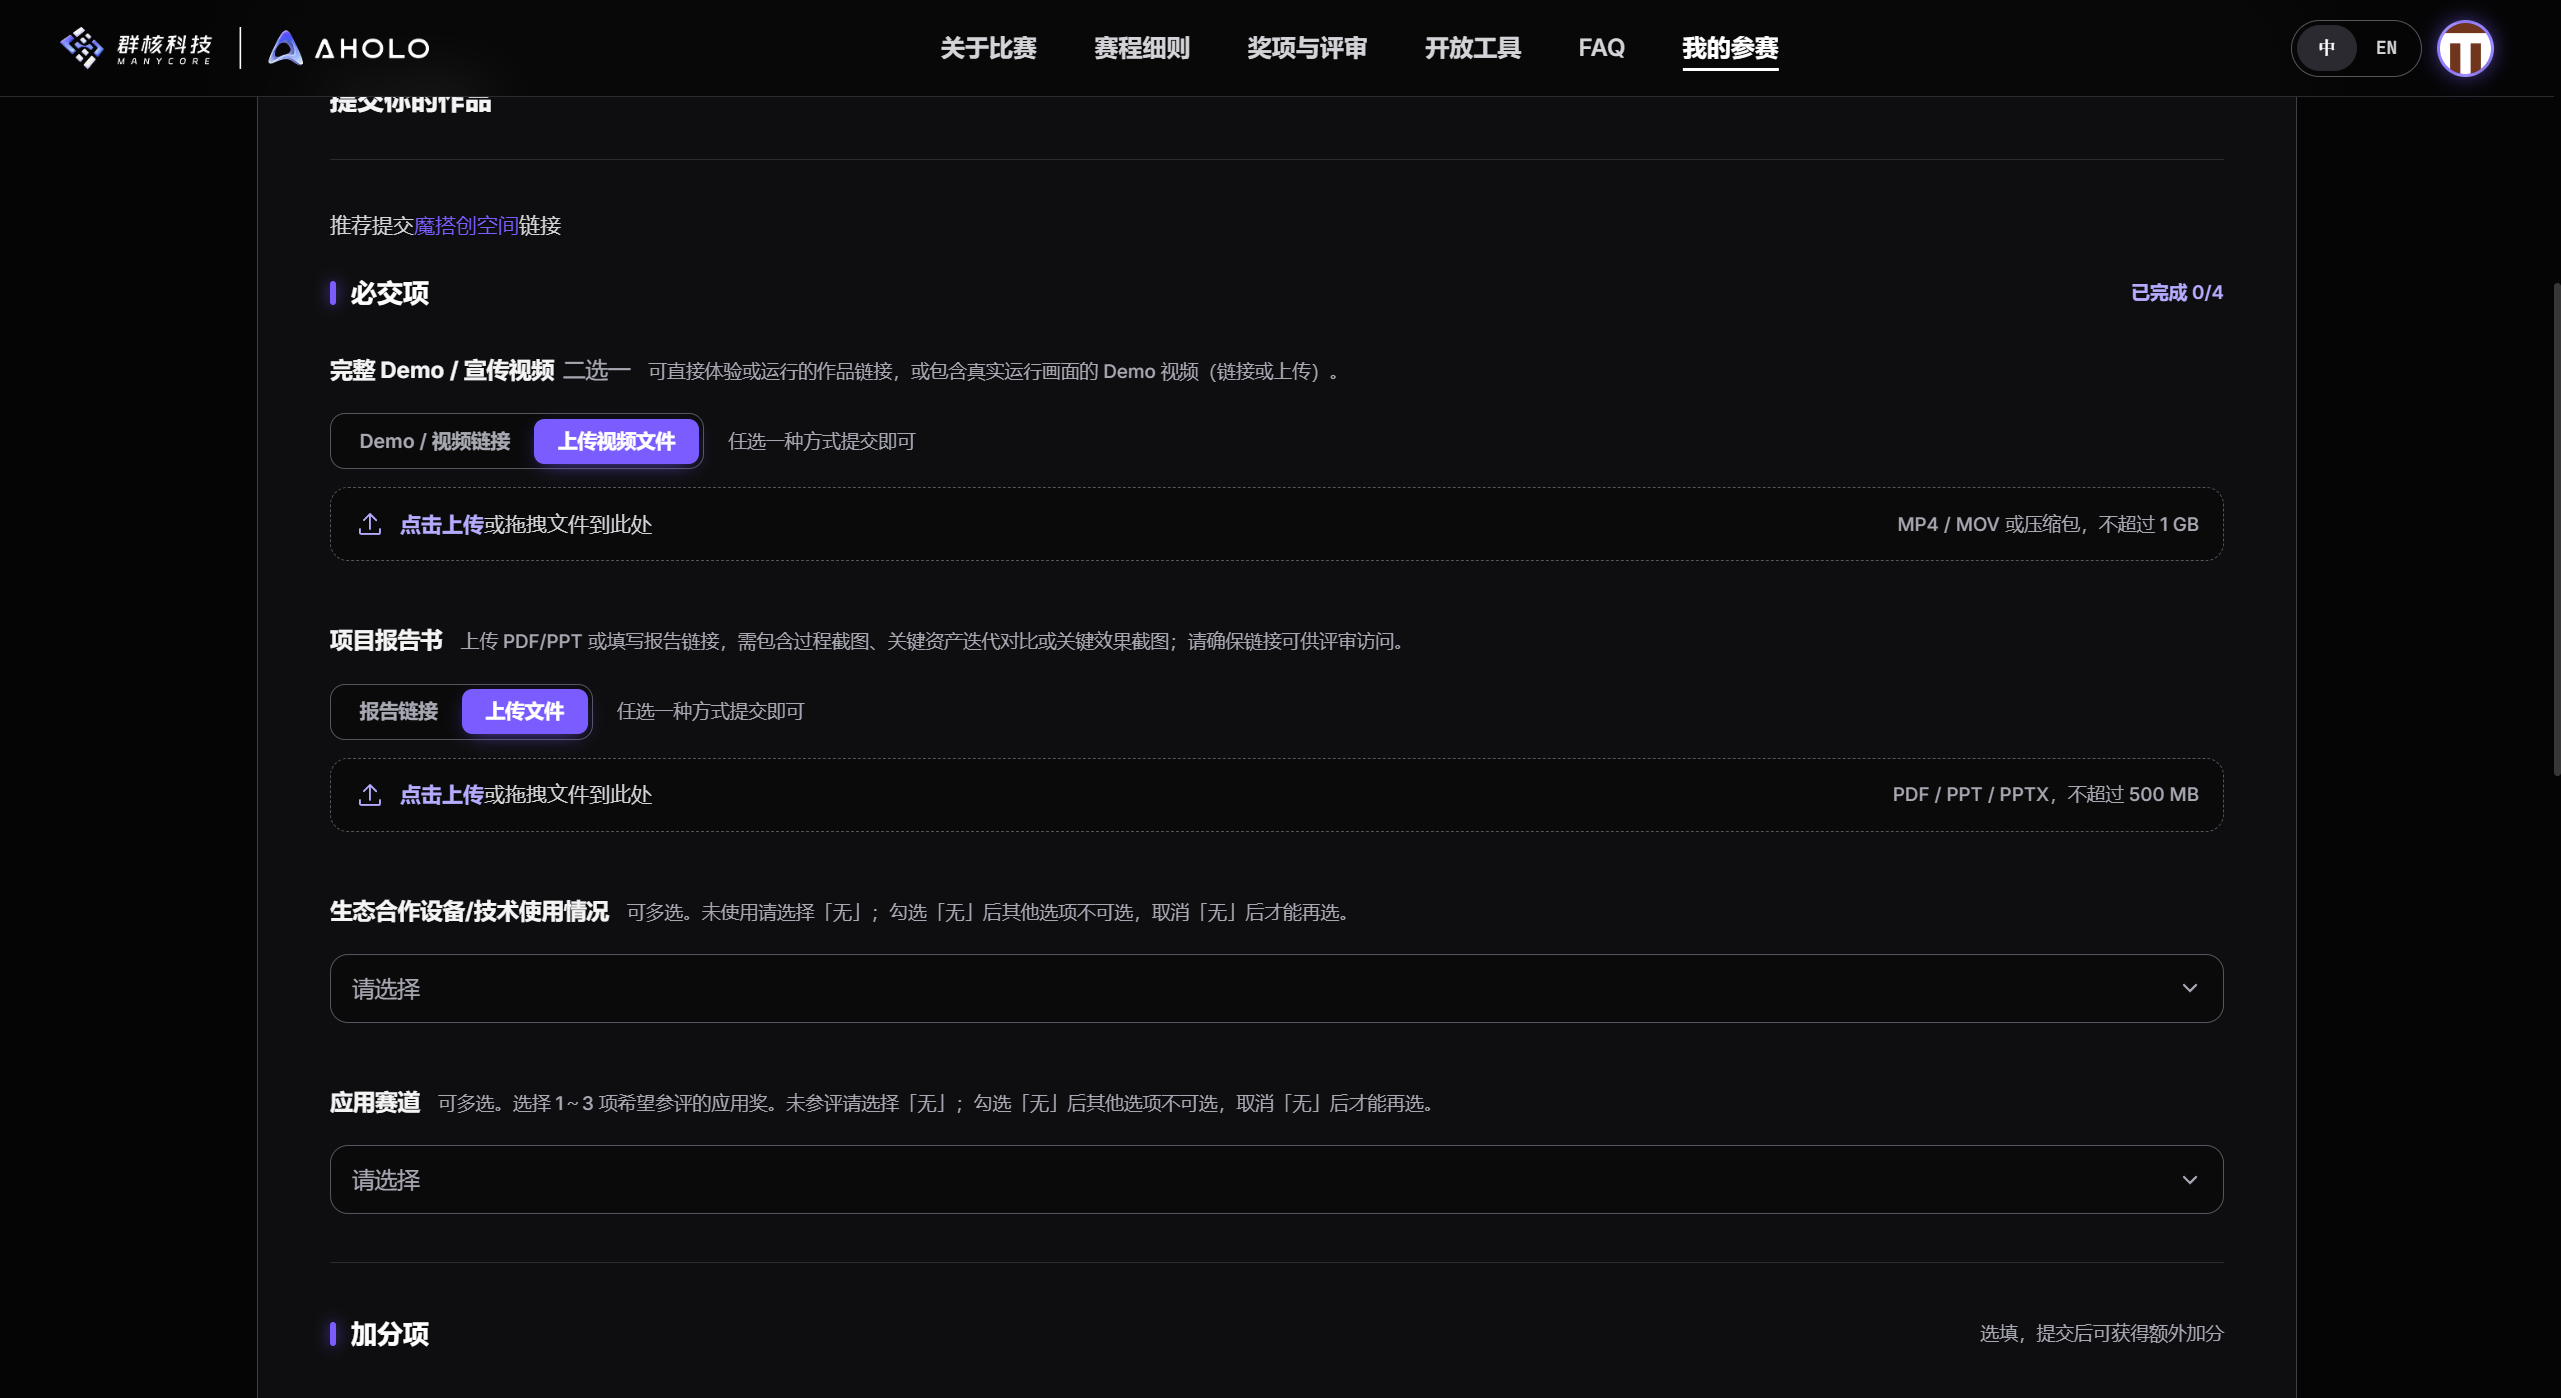 群核科技
MANYCORE
AHOLO
关于比赛
赛程细则
奖项与评审
开放工具
FAQ
我的参赛
中
EN
提交你的作品
推荐提交魔搭创空间链接
必交项
已完成 0/4
完整 Demo / 宣传视频 二选一 可直接体验或运行的作品链接，或包含真实运行画面的 Demo 视频（链接或上传）。
Demo / 视频链接
上传视频文件
任选一种方式提交即可
点击上传或拖拽文件到此处
MP4 / MOV 或压缩包，不超过 1 GB
项目报告书 上传 PDF/PPT 或填写报告链接，需包含过程截图、关键资产迭代对比或关键效果截图；请确保链接可供评审访问。
报告链接
上传文件
任选一种方式提交即可
点击上传或拖拽文件到此处
PDF / PPT / PPTX，不超过 500 MB
生态合作设备/技术使用情况 可多选。未使用请选择「无」；勾选「无」后其他选项不可选，取消「无」后才能再选。
请选择
应用赛道 可多选。选择 1~3 项希望参评的应用奖。未参评请选择「无」；勾选「无」后其他选项不可选，取消「无」后才能再选。
请选择
加分项
选填，提交后可获得额外加分